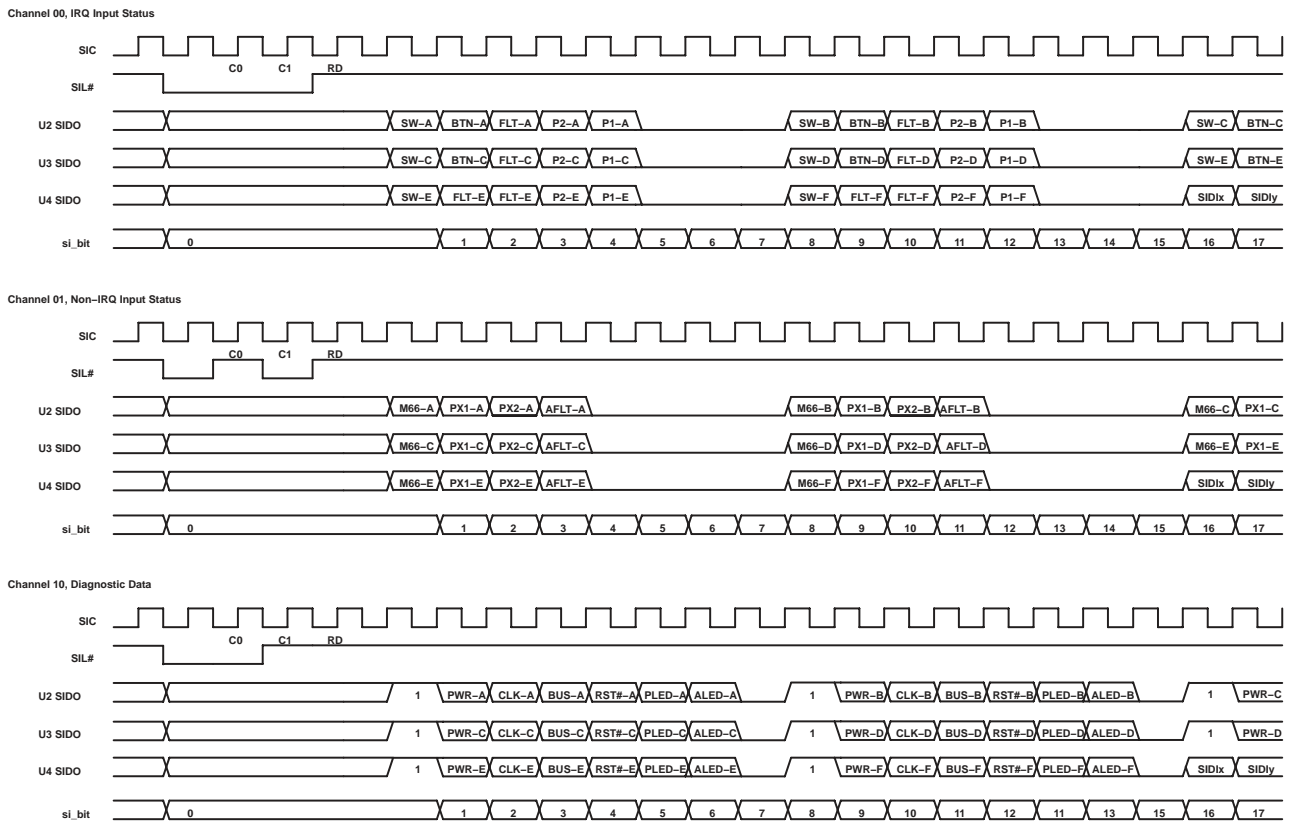 Channel 00, IRQ Input Status
SIC
C0 C1 RD
SIL#
U2 SIDO SW–A BTN–A FLT–A P2–A P1–A SW–B BTN–B FLT–B P2–B P1–B SW–C BTN–C
U3 SIDO SW–C BTN–C FLT–C P2–C P1–C SW–D BTN–D FLT–D P2–D P1–D SW–E BTN–E
U4 SIDO SW–E FLT–E FLT–E P2–E P1–E SW–F FLT–F FLT–F P2–F P1–F SIDIx SIDIy
si_bit 0 1 2 3 4 5 6 7 8 9 10 11 12 13 14 15 16 17
Channel 01, Non–IRQ Input Status
SIC
C0 C1 RD
SIL#
U2 SIDO M66–A PX1–A PX2–A AFLT–A M66–B PX1–B PX2–B AFLT–B M66–C PX1–C
U3 SIDO M66–C PX1–C PX2–C AFLT–C M66–D PX1–D PX2–D AFLT–D M66–E PX1–E
U4 SIDO M66–E PX1–E PX2–E AFLT–E M66–F PX1–F PX2–F AFLT–F SIDIx SIDIy
si_bit 0 1 2 3 4 5 6 7 8 9 10 11 12 13 14 15 16 17
Channel 10, Diagnostic Data
SIC
C0 C1 RD
SIL#
U2 SIDO 1 PWR–A CLK–A BUS–A RST#–A PLED–A ALED–A 1 PWR–B CLK–B BUS–B RST#–B PLED–B ALED–B 1 PWR–C
U3 SIDO 1 PWR–C CLK–C BUS–C RST#–C PLED–C ALED–C 1 PWR–D CLK–D BUS–D RST#–D PLED–D ALED–D 1 PWR–D
U4 SIDO 1 PWR–E CLK–E BUS–E RST#–E PLED–E ALED–E 1 PWR–F CLK–F BUS–F RST#–F PLED–F ALED–F SIDIx SIDIy
si_bit 0 1 2 3 4 5 6 7 8 9 10 11 12 11 13 15 16 17